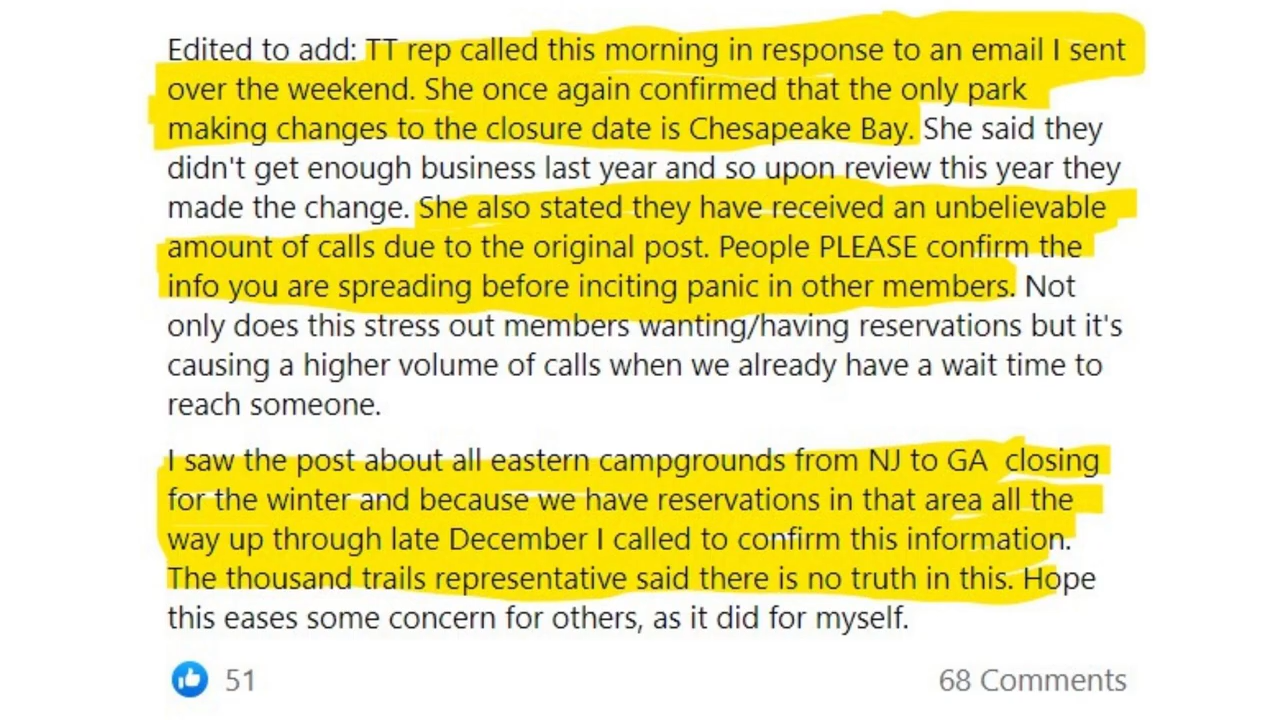 Edited to add: TT rep called this morning in response to an email I sent
over the weekend. She once again confirmed that the only park
making changes to the closure date is Chesapeake Bay. She said they
didn't get enough business last year and so upon review this year they
made the change. She also stated they have received an unbelievable
amount of calls due to the original post. People PLEASE confirm the
info you are spreading before inciting panic in other members. Not
only does this stress out members wanting/having reservations but it's
causing a higher volume of calls when we already have a wait time to
reach someone.
I saw the post about all eastern campgrounds from NJ to GA closing
for the winter and because we have reservations in that area all the
way up through late December I called to confirm this information.
The thousand trails representative said there is no truth in this. Hope
this eases some concern for others, as it did for myself.
51 68 Comments